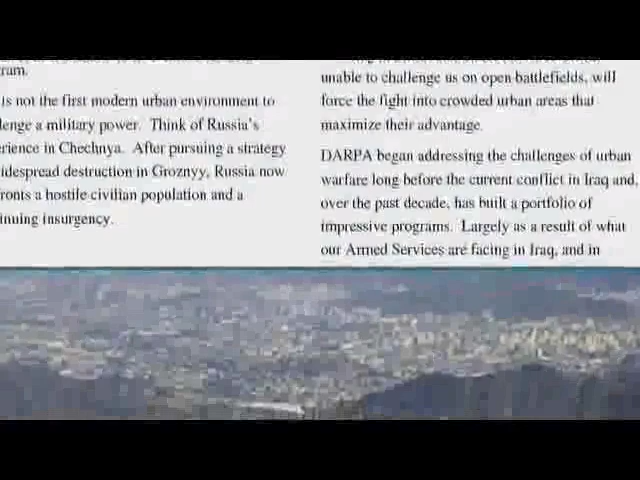 ram.
is not the first modern urban environment to
lenge a military power. Think of Russia's
erience in Chechnya. After pursuing a strategy
idespread destruction in Groznyy, Russia now
ronts a hostile civilian population and a
inuing insurgency.
unable to challenge us on open battlefields, will
force the fight into crowded urban areas that
maximize their advantage.
DARPA began addressing the challenges of urban
warfare long before the current conflict in Iraq and,
over the past decade, has built a portfolio of
impressive programs. Largely as a result of what
our Armed Services are facing in Iraq, and in